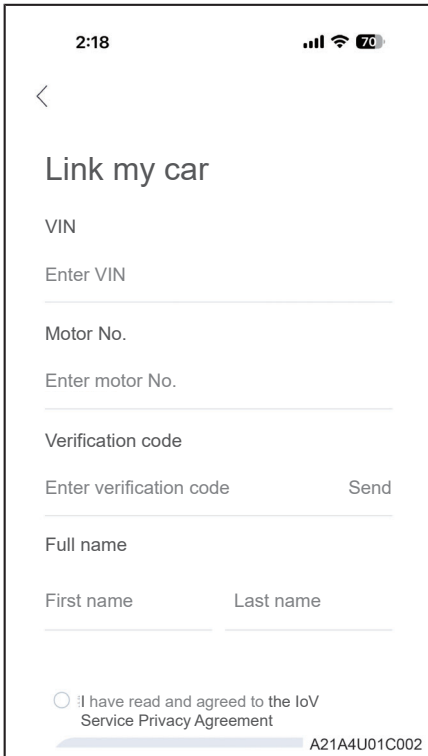 2:18
70
Link my car
VIN
Enter VIN
Motor No.
Enter motor No.
Verification code
Enter verification code Send
Full name
First name Last name
I have read and agreed to the IoV
Service Privacy Agreement
A21A4U01C002